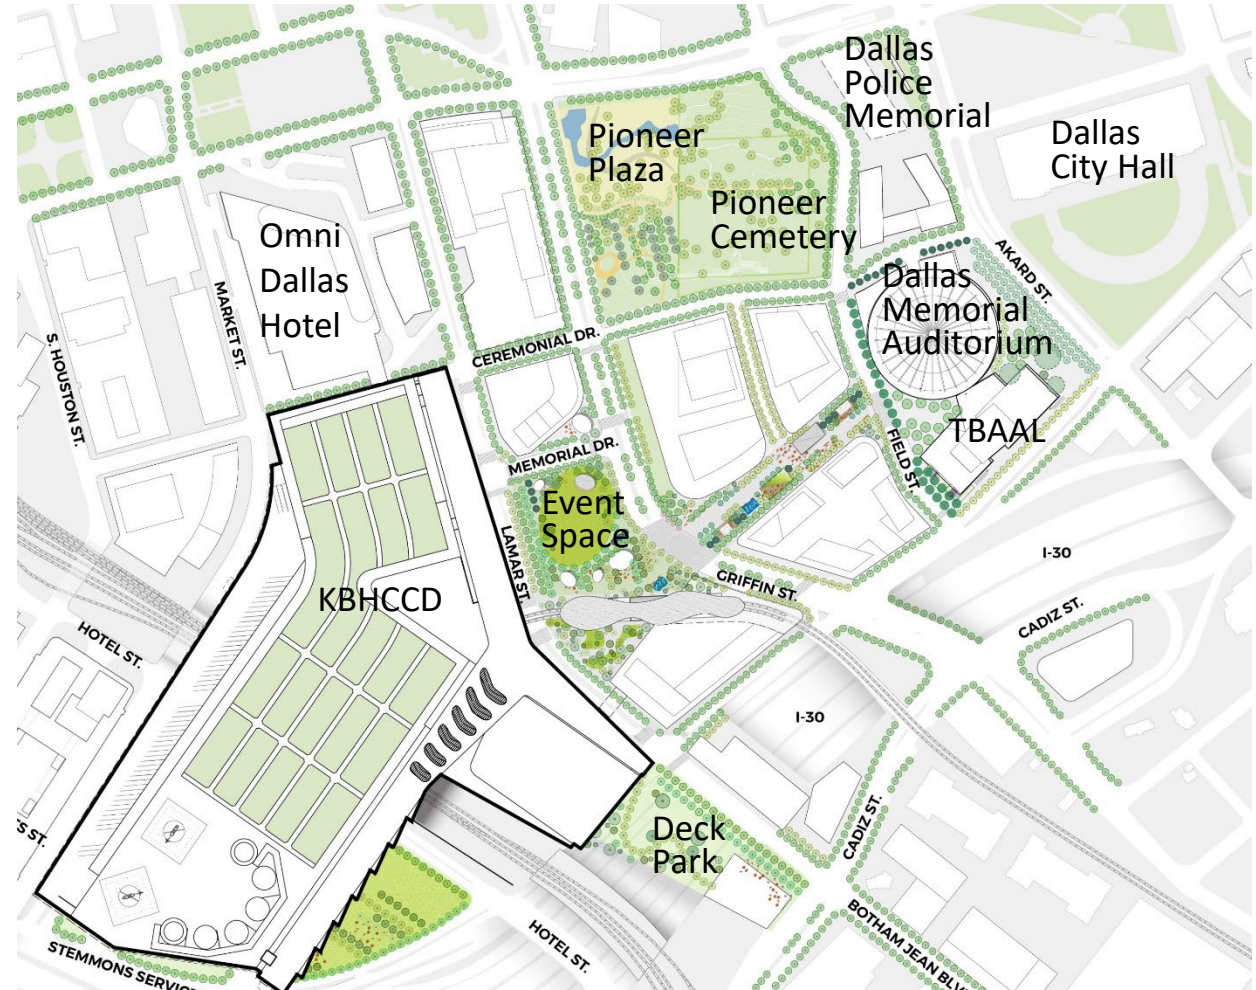 Dallas
Police
Memorial
Dallas
City Hall
Pioneer
Plaza
Pioneer
Cemetery
Omni
Dallas
Hotel
AKARD ST.
Dallas
Memorial
Auditorium
MARKET ST.
S. HOUSTON ST.
CEREMONIAL DR.
TBAAL
MEMORIAL DR.
FIELD ST.
Event
Space
LAMAR ST.
I-30
GRIFFIN ST.
KBHCCD
CADIZ ST.
HOTEL ST.
I-30
Deck
Park
CADIZ ST.
S ST.
HOTEL ST.
BOTHAM JEAN BLV
STEMMONS SERVIC